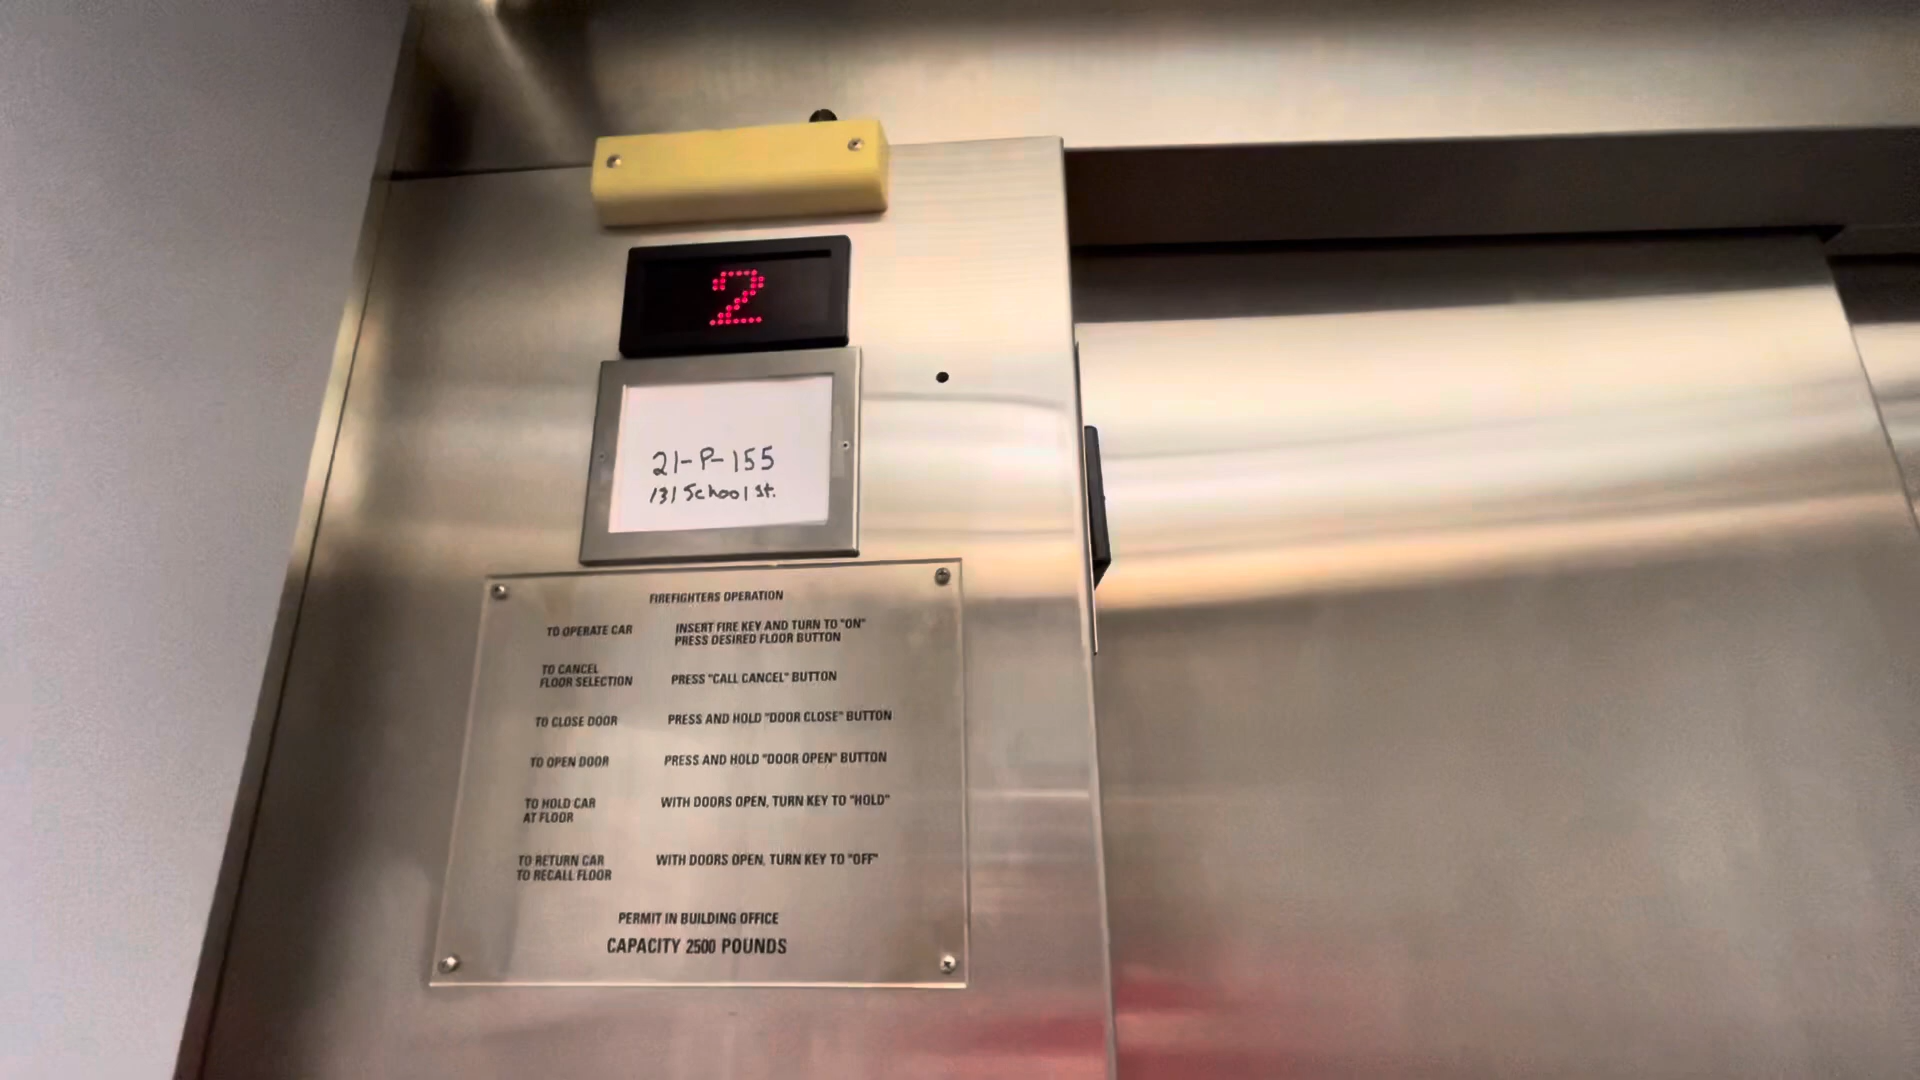 2
21-P-155
131 School St.
FIREFIGHTERS OPERATION
TO OPERATE CAR INSERT FIRE KEY AND TURN TO "ON"
PRESS DESIRED FLOOR BUTTON
TO CANCEL
FLOOR SELECTION PRESS "CALL CANCEL" BUTTON
TO CLOSE DOOR PRESS AND HOLD "DOOR CLOSE" BUTTON
TO OPEN DOOR PRESS AND HOLD "DOOR OPEN" BUTTON
TO HOLD CAR WITH DOORS OPEN, TURN KEY TO "HOLD"
AT FLOOR
TO RETURN CAR WITH DOORS OPEN, TURN KEY TO "OFF"
TO RECALL FLOOR
PERMIT IN BUILDING OFFICE
CAPACITY 2500 POUNDS